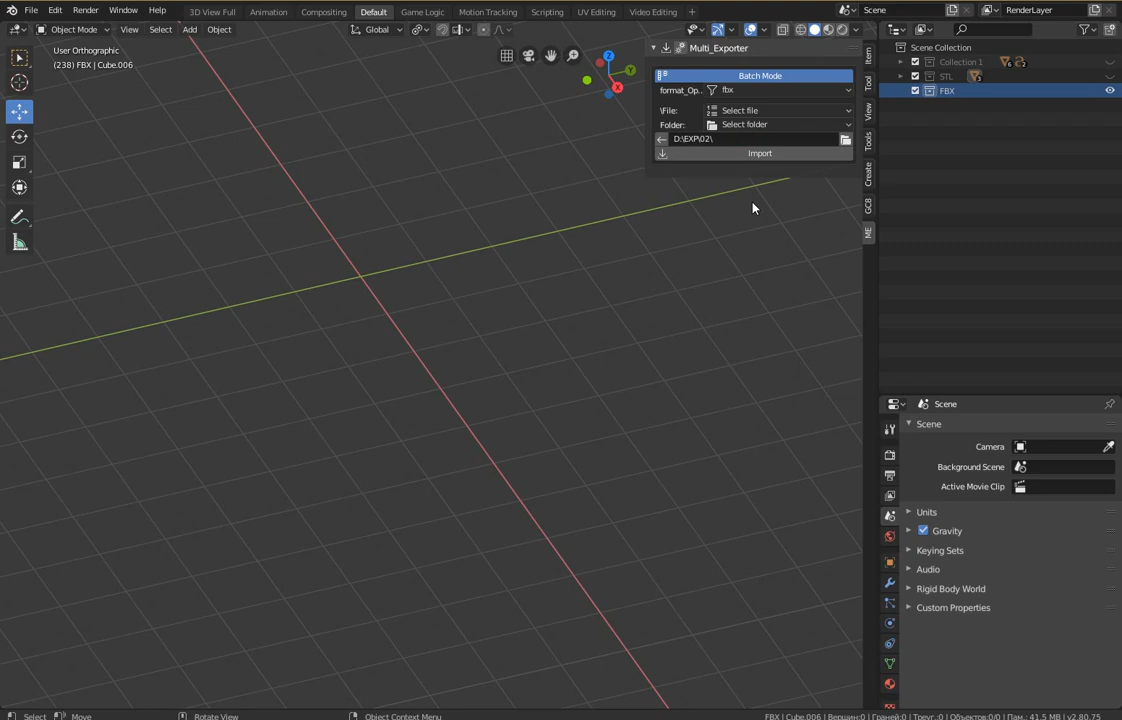 File Edit Render Window Help 3D View Full Animation Compositing Default Game Logic Motion Tracking Scripting UV Editing Video Editing + Scene RenderLayer
Object Mode View Select Add Object Global
User Orthographic
(238) FBX | Cube.006
Z
Y
X
Multi_Exporter
Batch Mode
format_Op.. fbx
\File: Select file
Folder: Select folder
D:\EXP\02\
Import
Item
Tool
View
Tools
Create
GC8
ME
Scene Collection
Collection 1 6 2
STL 3
FBX
Scene
Scene
Camera
Background Scene
Active Movie Clip
Units
Gravity
Keying Sets
Audio
Rigid Body World
Custom Properties
Select Move Rotate View Object Context Menu FBX | Cube.006 | Вершин:0 | Граней:0 | Треуг.:0 | Объектов:0/0 | Пам.: 41.5 MB | v2.80.75